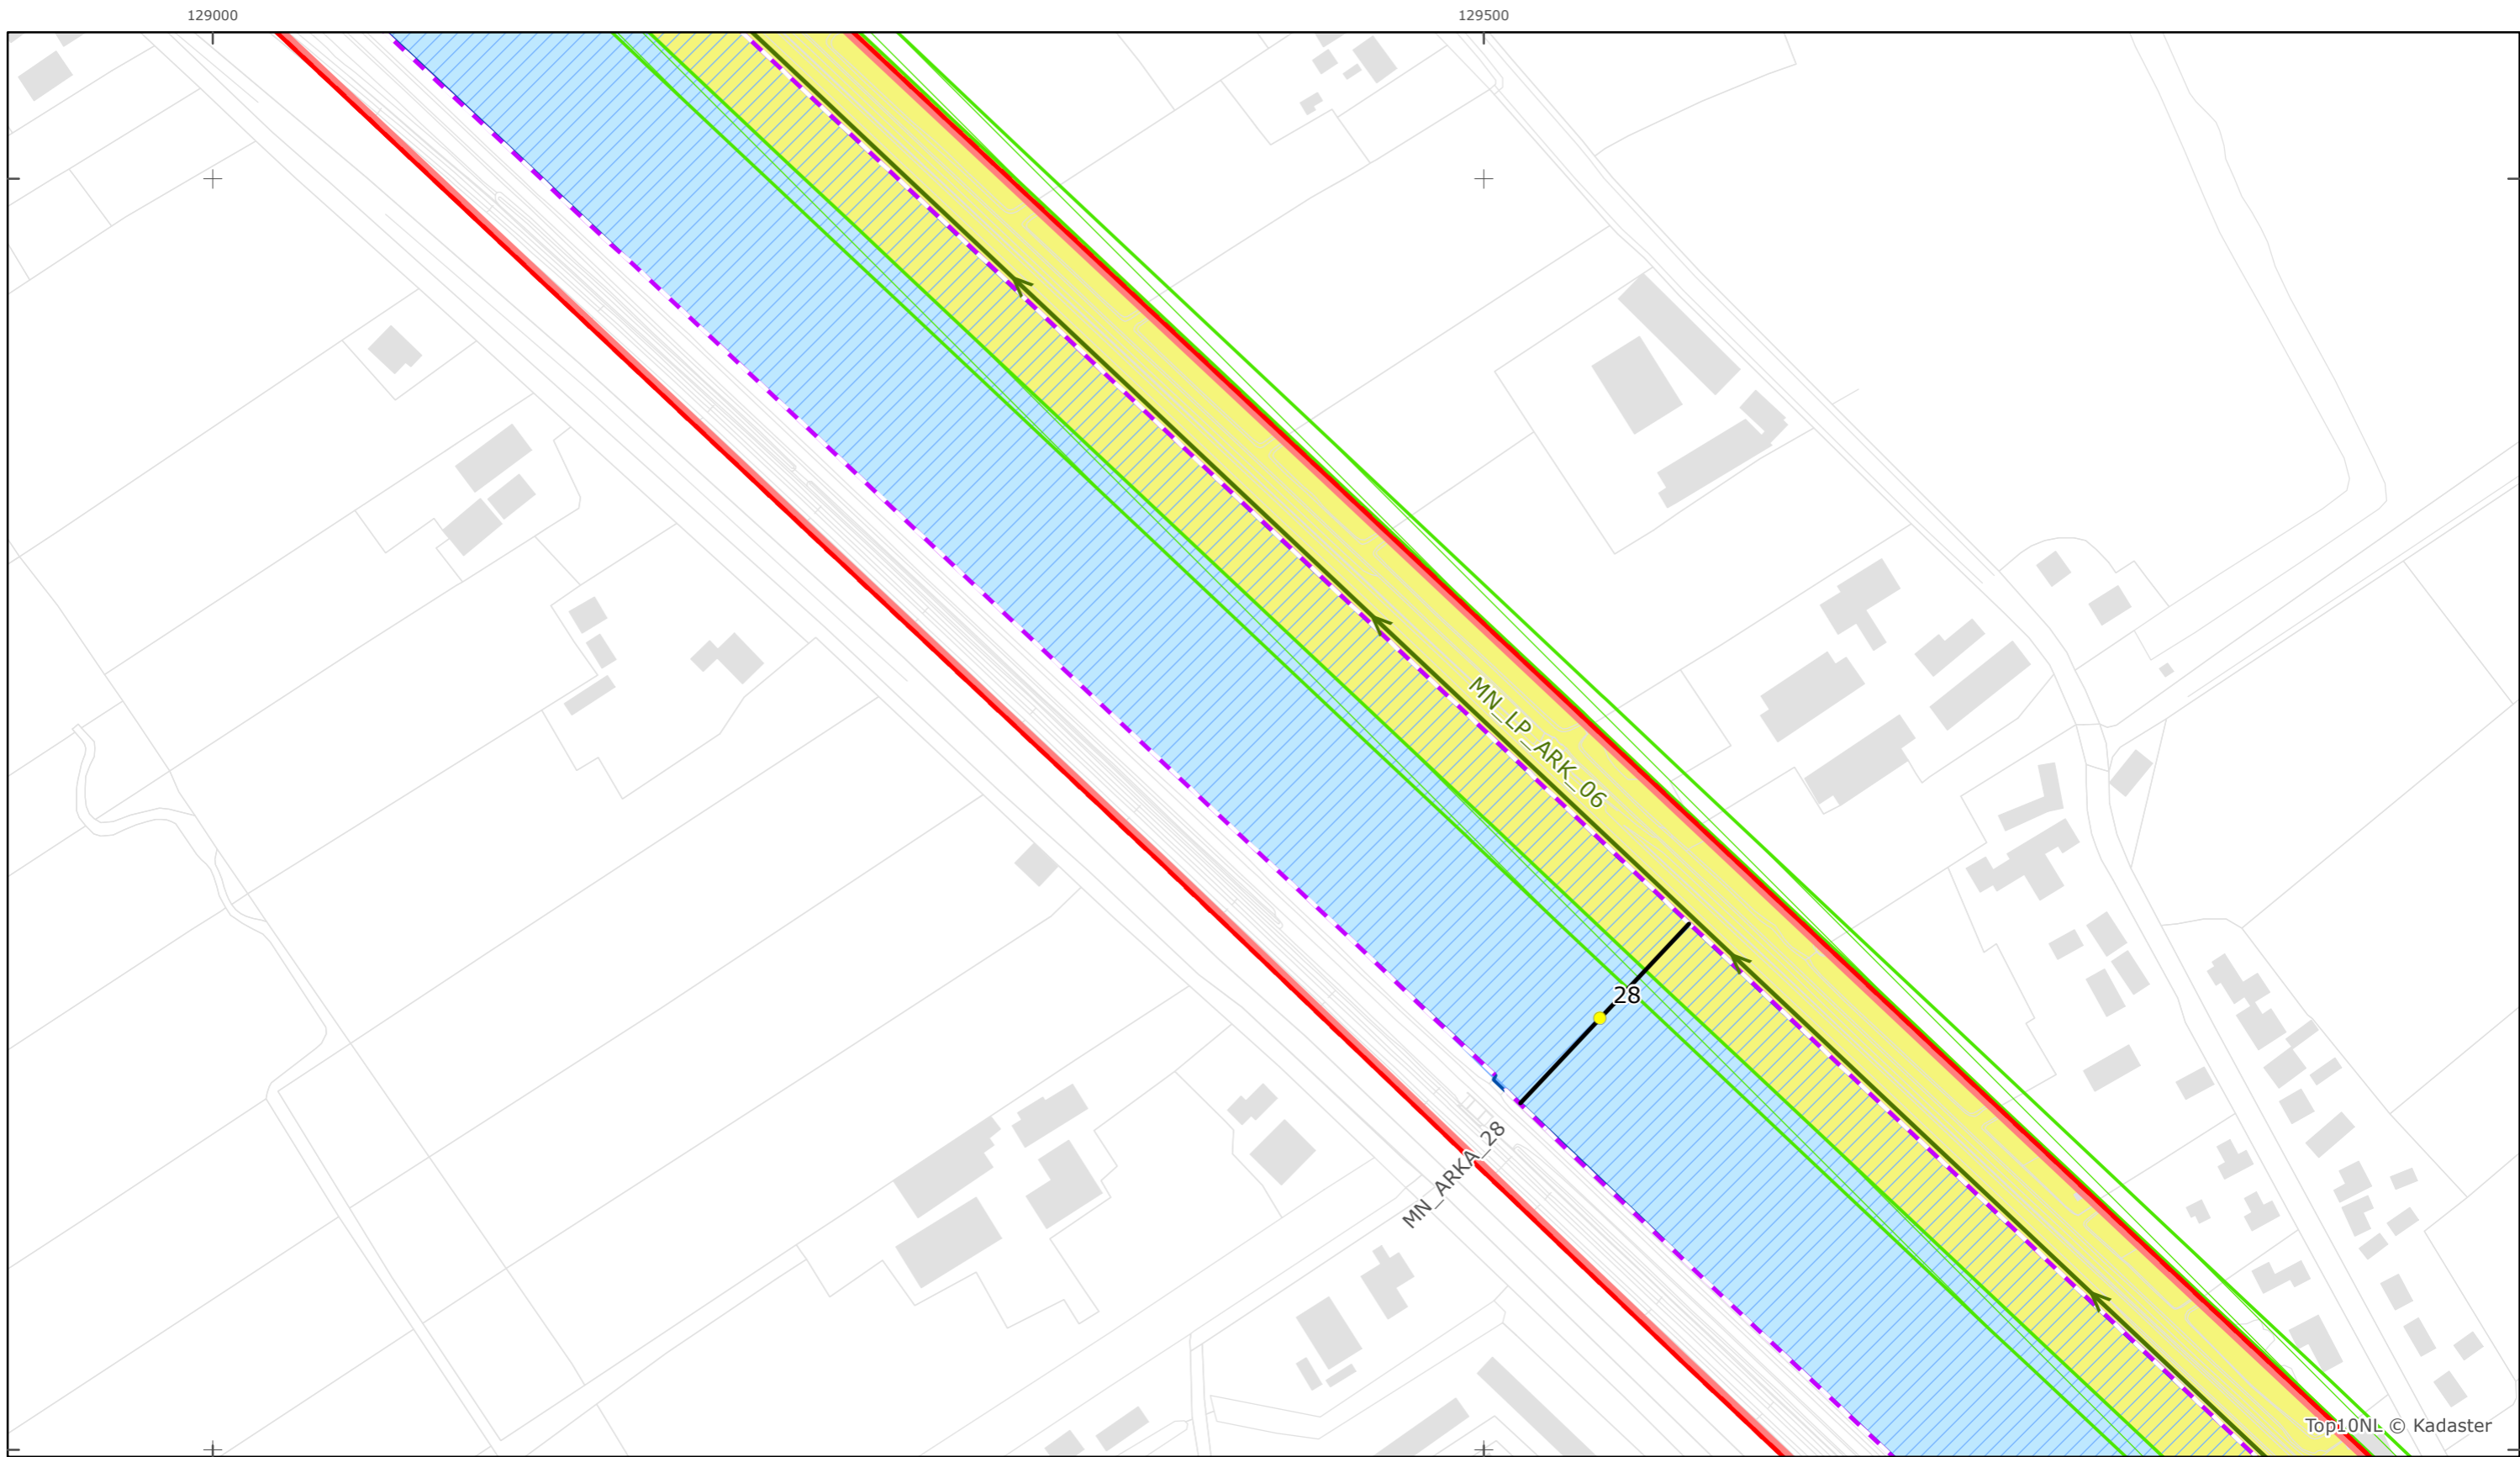 129000
129500
MN_LP_ARK_06
28
MN_ARKA_28
Top10NL © Kadaster